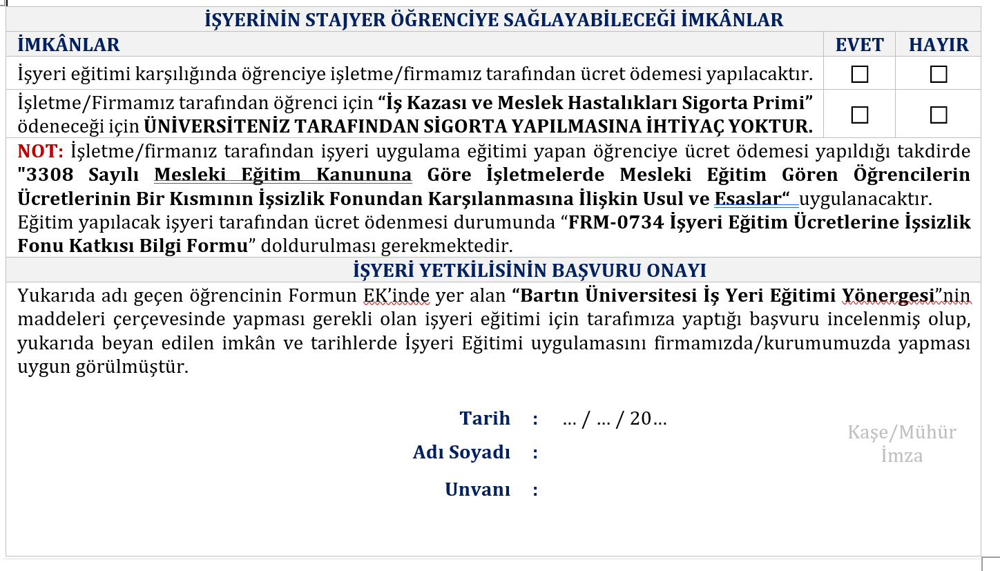 İŞYERİNİN STAJYER ÖĞRENCİYE SAĞLAYABİLECEĞİ İMKÂNLAR
İMKÂNLAR EVET HAYIR
İşyeri eğitimi karşılığında öğrenciye işletme/firmamız tarafından ücret ödemesi yapılacaktır. ☐ ☐
İşletme/Firmamız tarafından öğrenci için “İş Kazası ve Meslek Hastalıkları Sigorta Primi”
ödeneceği için ÜNİVERSİTENİZ TARAFINDAN SİGORTA YAPILMASINA İHTİYAÇ YOKTUR. ☐ ☐
NOT: İşletme/firmanız tarafından işyeri uygulama eğitimi yapan öğrenciye ücret ödemesi yapıldığı takdirde
"3308 Sayılı Mesleki Eğitim Kanununa Göre İşletmelerde Mesleki Eğitim Gören Öğrencilerin
Ücretlerinin Bir Kısmının İşsizlik Fonundan Karşılanmasına İlişkin Usul ve Esaslar“ uygulanacaktır.
Eğitim yapılacak işyeri tarafından ücret ödenmesi durumunda “FRM-0734 İşyeri Eğitim Ücretlerine İşsizlik
Fonu Katkısı Bilgi Formu” doldurulması gerekmektedir.
İŞYERİ YETKİLİSİNİN BAŞVURU ONAYI
Yukarıda adı geçen öğrencinin Formun EK’inde yer alan “Bartın Üniversitesi İş Yeri Eğitimi Yönergesi”nin
maddeleri çerçevesinde yapması gerekli olan işyeri eğitimi için tarafımıza yaptığı başvuru incelenmiş olup,
yukarıda beyan edilen imkân ve tarihlerde İşyeri Eğitimi uygulamasını firmamızda/kurumumuzda yapması
uygun görülmüştür.
Tarih : … / … / 20…
Kaşe/Mühür
İmza
Adı Soyadı :
Unvanı :